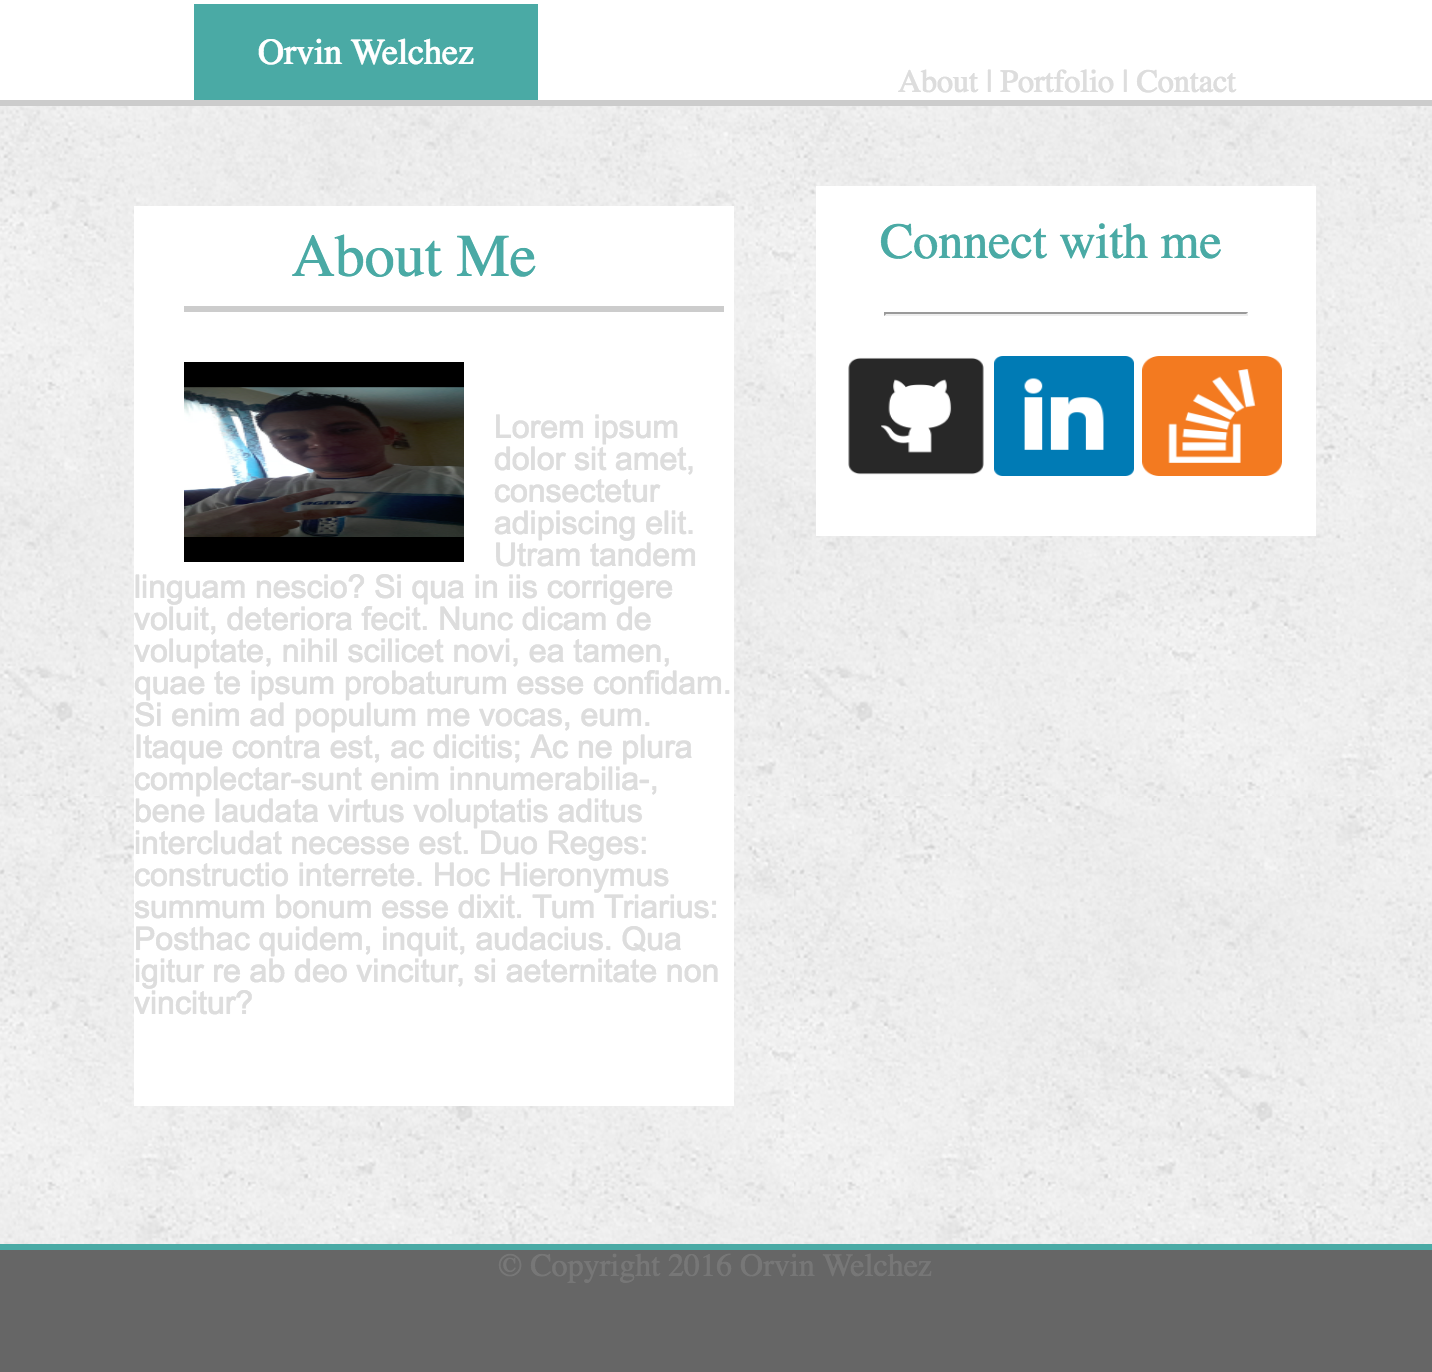 Orvin Welchez
About | Portfolio | Contact
About Me
Lorem ipsum
dolor sit amet,
consectetur
adipiscing elit.
Utram tandem
linguam nescio? Si qua in iis corrigere
voluit, deteriora fecit. Nunc dicam de
voluptate, nihil scilicet novi, ea tamen,
quae te ipsum probaturum esse confidam.
Si enim ad populum me vocas, eum.
Itaque contra est, ac dicitis; Ac ne plura
complectar-sunt enim innumerabilia-,
bene laudata virtus voluptatis aditus
intercludat necesse est. Duo Reges:
constructio interrete. Hoc Hieronymus
summum bonum esse dixit. Tum Triarius:
Posthac quidem, inquit, audacius. Qua
igitur re ab deo vincitur, si aeternitate non
vincitur?
Connect with me
in
© Copyright 2016 Orvin Welchez